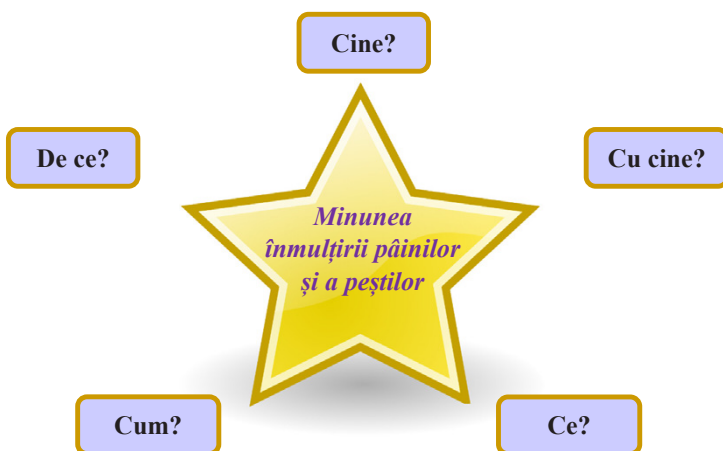 Cine?
De ce?
Cu cine?
Minunea
înmulțirii pâinilor
și a peștilor
Cum?
Ce?